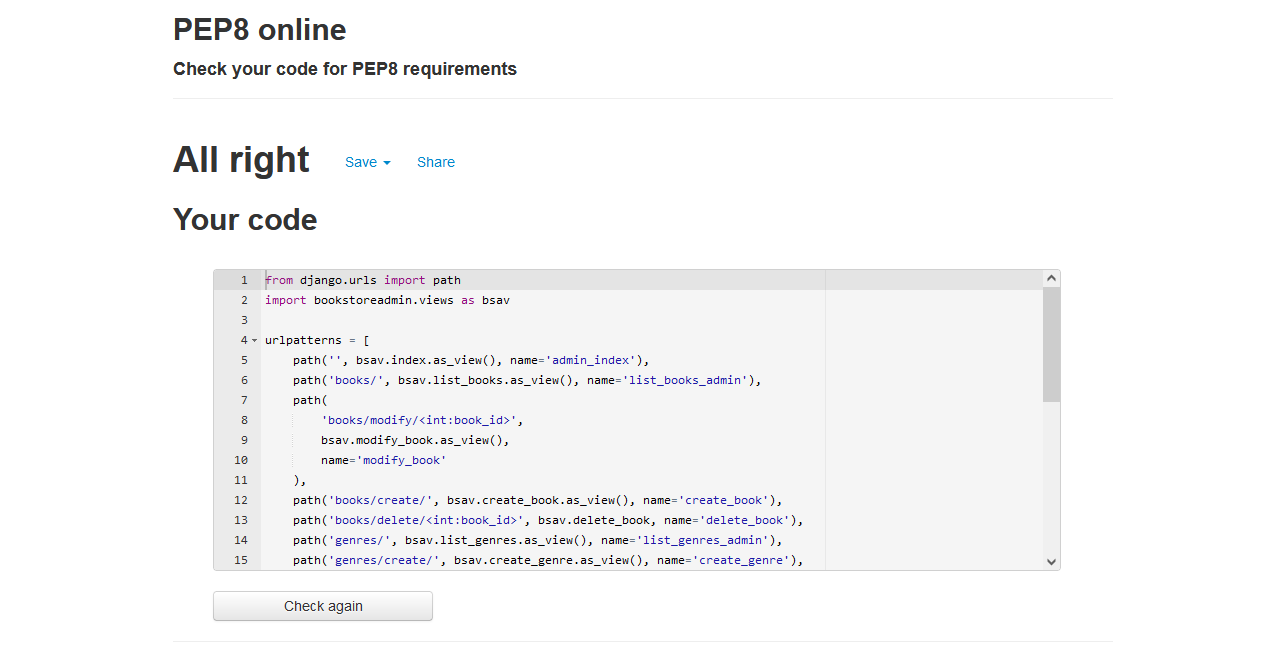 PEP8 online
Check your code for PEP8 requirements
All right Save Share
Your code
1 from django.urls import path
2 import bookstoreadmin.views as bsav
3
4 urlpatterns = [
5     path('', bsav.index.as_view(), name='admin_index'),
6     path('books/', bsav.list_books.as_view(), name='list_books_admin'),
7     path(
8         'books/modify/<int:book_id>',
9         bsav.modify_book.as_view(),
10         name='modify_book'
11     ),
12     path('books/create/', bsav.create_book.as_view(), name='create_book'),
13     path('books/delete/<int:book_id>', bsav.delete_book, name='delete_book'),
14     path('genres/', bsav.list_genres.as_view(), name='list_genres_admin'),
15     path('genres/create/', bsav.create_genre.as_view(), name='create_genre'),
Check again